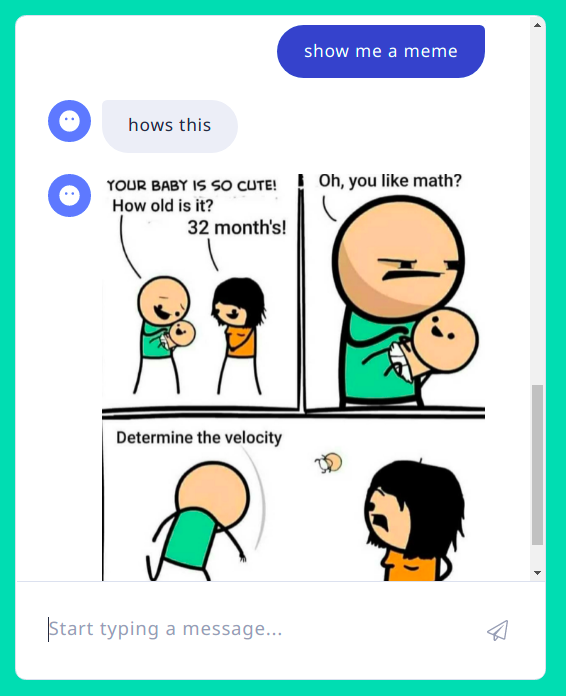 show me a meme
hows this
YOUR BABY IS SO CUTE!
How old is it?
32 month's!
Oh, you like math?
Determine the velocity
Start typing a message...